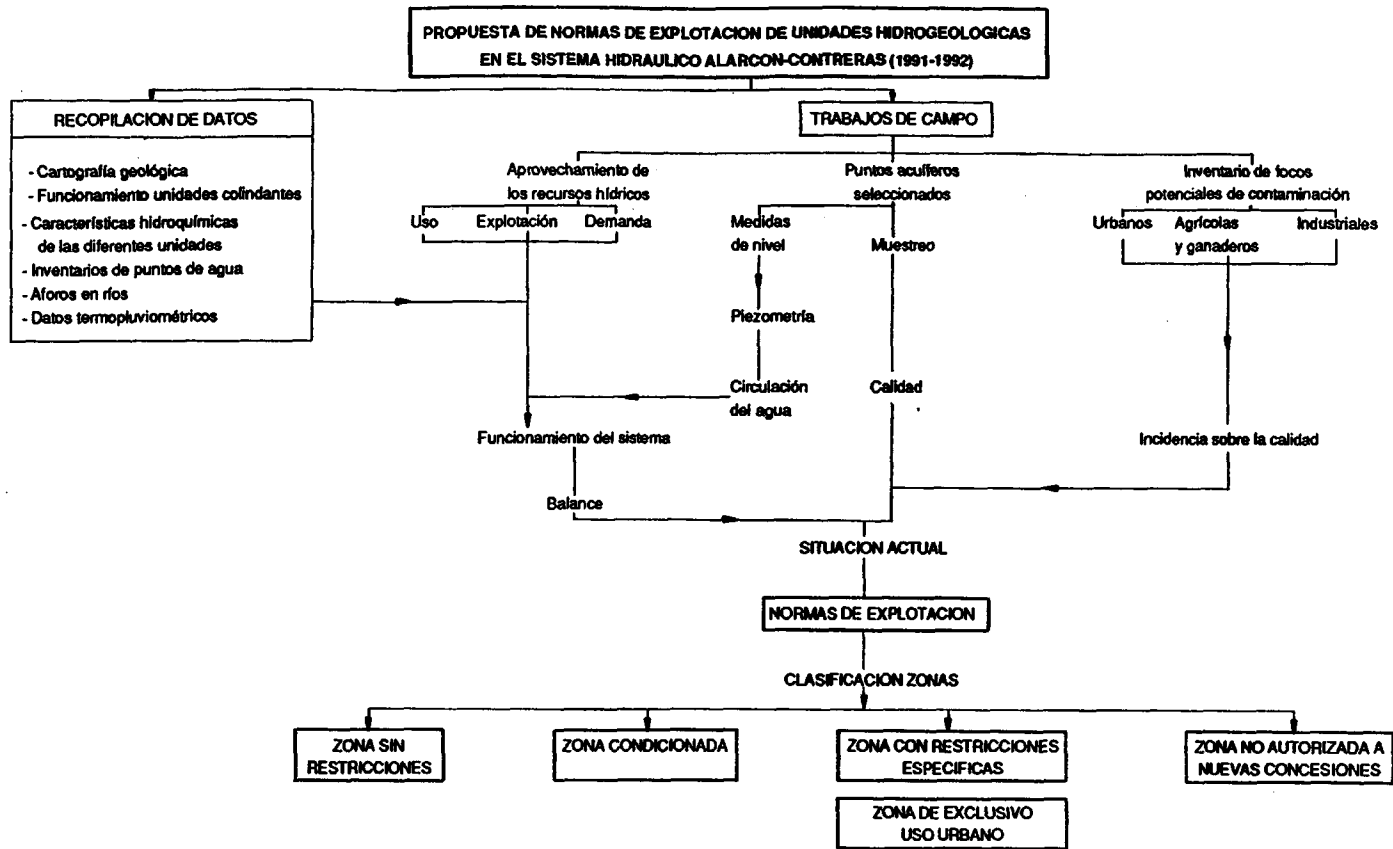 PROPUESTA DE NORMAS DE EXPLOTACION DE UNIDADES HIDROGEOLOGICAS
EN EL SISTEMA HIDRAULICO ALARCON-CONTRERAS (1991-1992)
RECOPILACION DE DATOS
- Cartografía geológica
- Funcionamiento unidades colindantes
- Características hidroquímicas
de las diferentes unidades
- Inventarios de puntos de agua
- Aforos en ríos
- Datos termopluviométricos
TRABAJOS DE CAMPO
Aprovechamiento de
los recursos hídricos
Uso
Explotación
Demanda
Puntos acuíferos
seleccionados
Medidas
de nivel
Muestreo
Inventario de focos
potenciales de contaminación
Urbanos
Agrícolas
y ganaderos
Industriales
Piezometría
Circulación
del agua
Calidad
Funcionamiento del sistema
Incidencia sobre la calidad
Balance
SITUACION ACTUAL
NORMAS DE EXPLOTACION
CLASIFICACION ZONAS
ZONA SIN
RESTRICCIONES
ZONA CONDICIONADA
ZONA CON RESTRICCIONES
ESPECIFICAS
ZONA NO AUTORIZADA A
NUEVAS CONCESIONES
ZONA DE EXCLUSIVO
USO URBANO